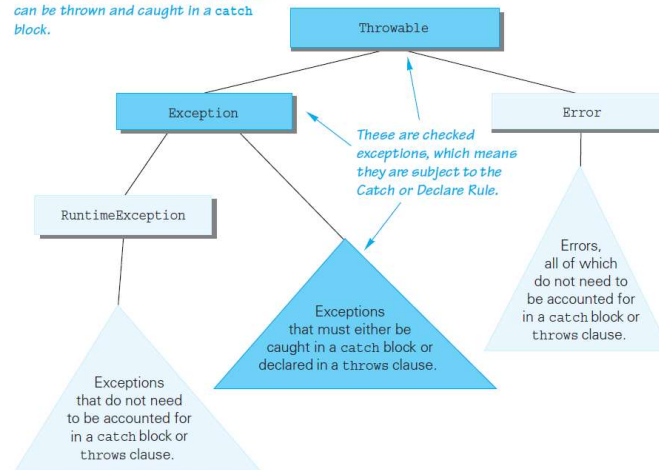 can be thrown and caught in a catch
block.
Throwable
Exception
Error
These are checked
exceptions, which means
they are subject to the
Catch or Declare Rule.
RuntimeException
Errors,
all of which
do not need to
be accounted for
in a catch block or
throws clause.
Exceptions
that must either be
caught in a catch block or
declared in a throws clause.
Exceptions
that do not need
to be accounted for
in a catch block or
throws clause.